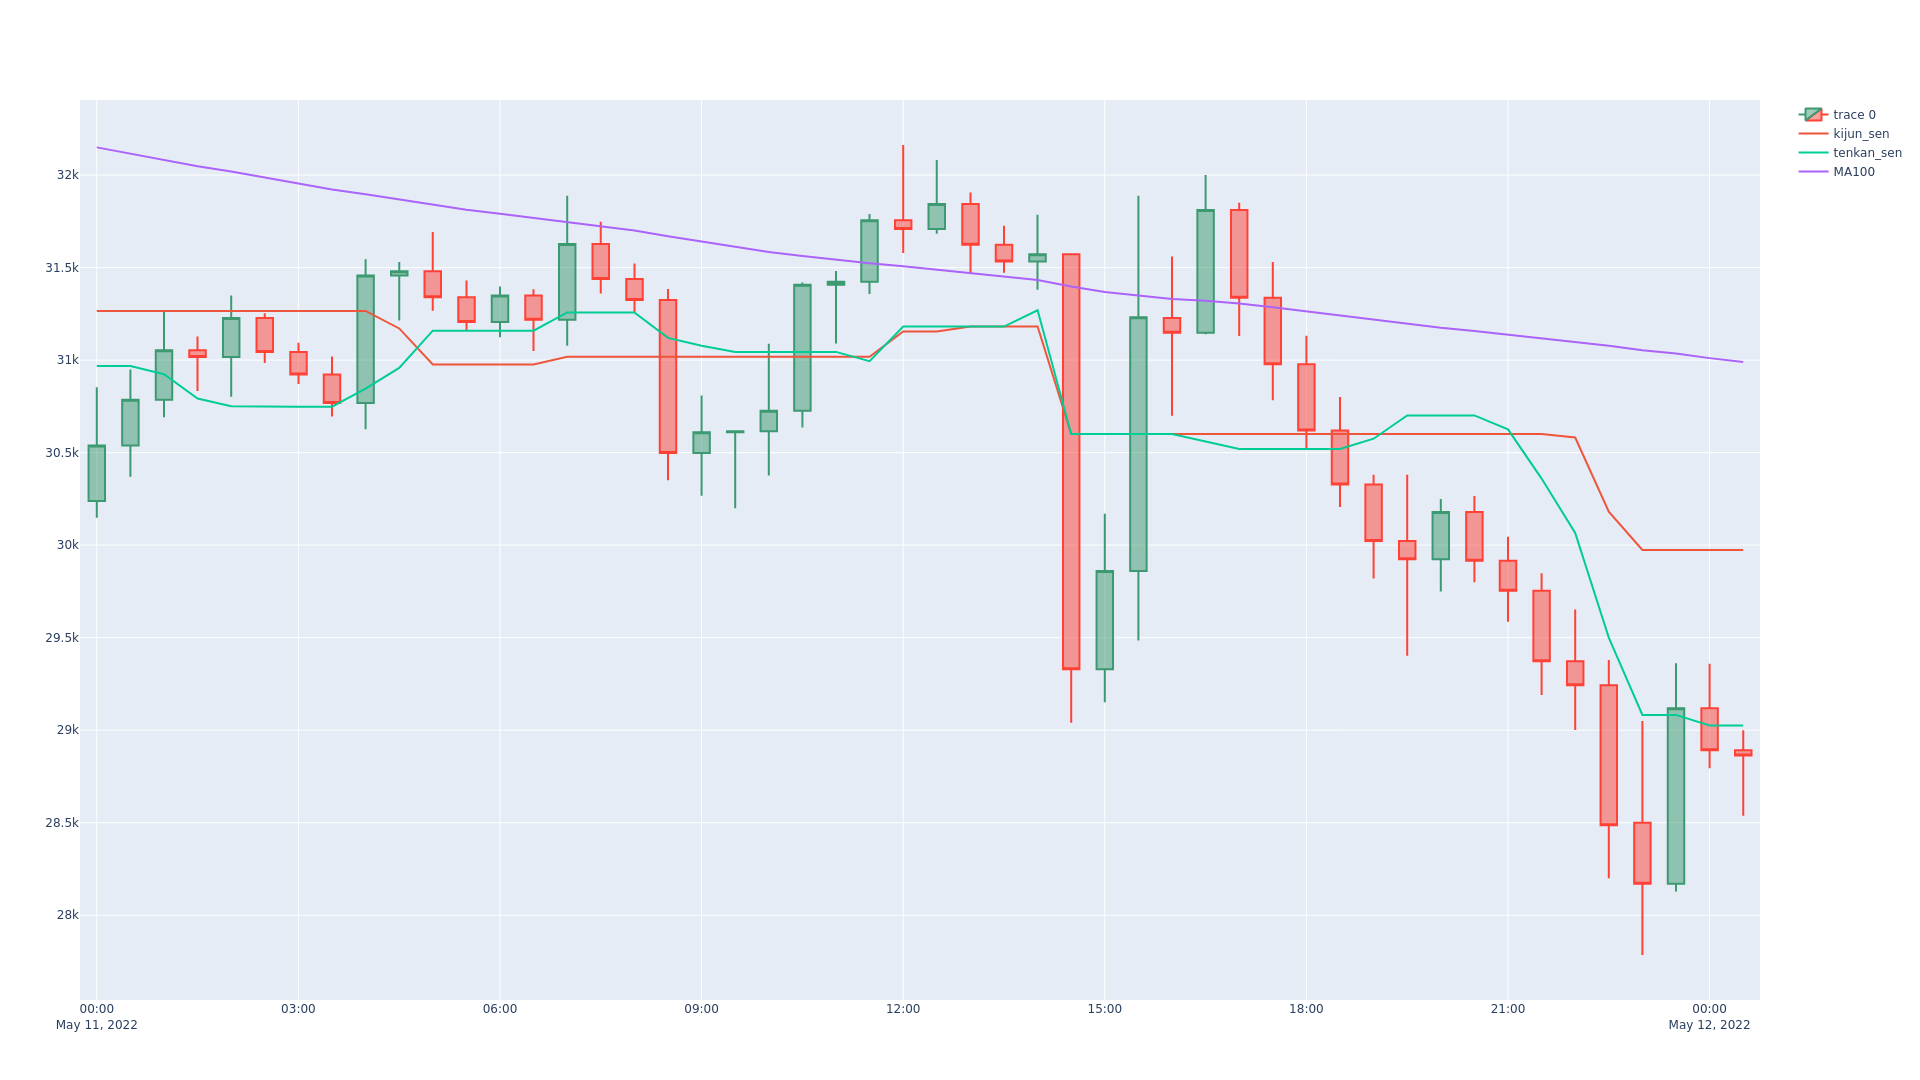 trace 0
kijun_sen
tenkan_sen
MA100
32k
31.5k
31k
30.5k
30k
29.5k
29k
28.5k
28k
00:00 03:00 06:00 09:00 12:00 15:00 18:00 21:00 00:00
May 11, 2022 May 12, 2022